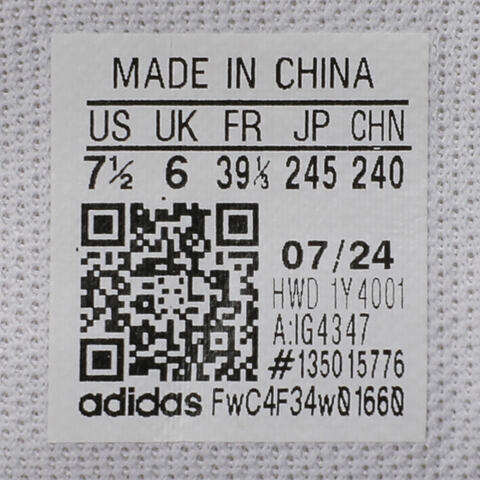 MADE IN CHINA
US UK FR JP CHN
7½ 6 39⅓ 245 240
07/24
HWD 1Y4001
A:IG4347
#135015776
adidas FwC4F34w01660